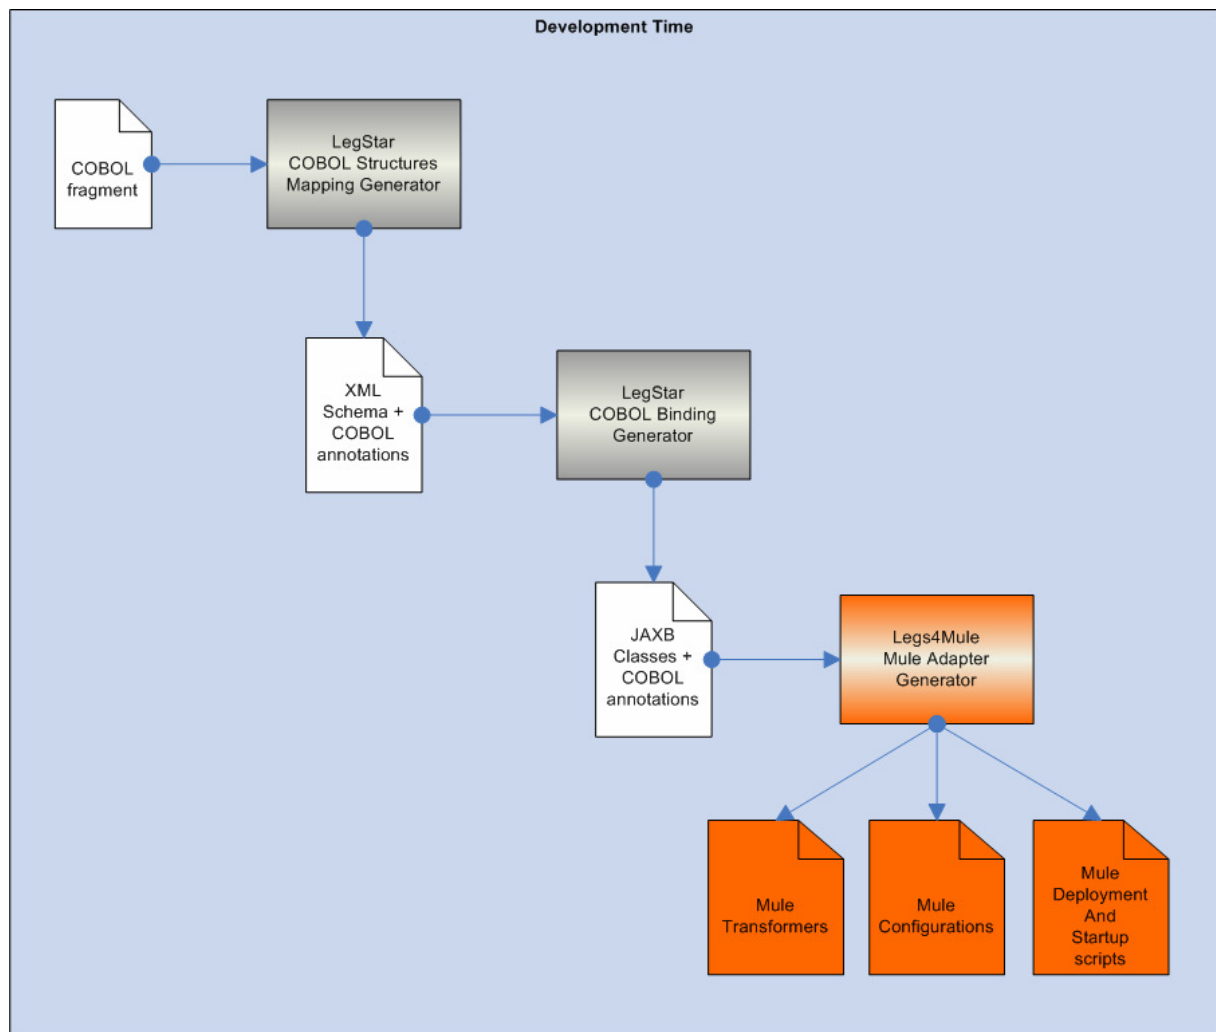 Development Time
COBOL
fragment
LegStar
COBOL Structures
Mapping Generator
XML
Schema +
COBOL
annotations
LegStar
COBOL Binding
Generator
JAXB
Classes +
COBOL
annotations
Legs4Mule
Mule Adapter
Generator
Mule
Transformers
Mule
Configurations
Mule
Deployment
And
Startup
scripts